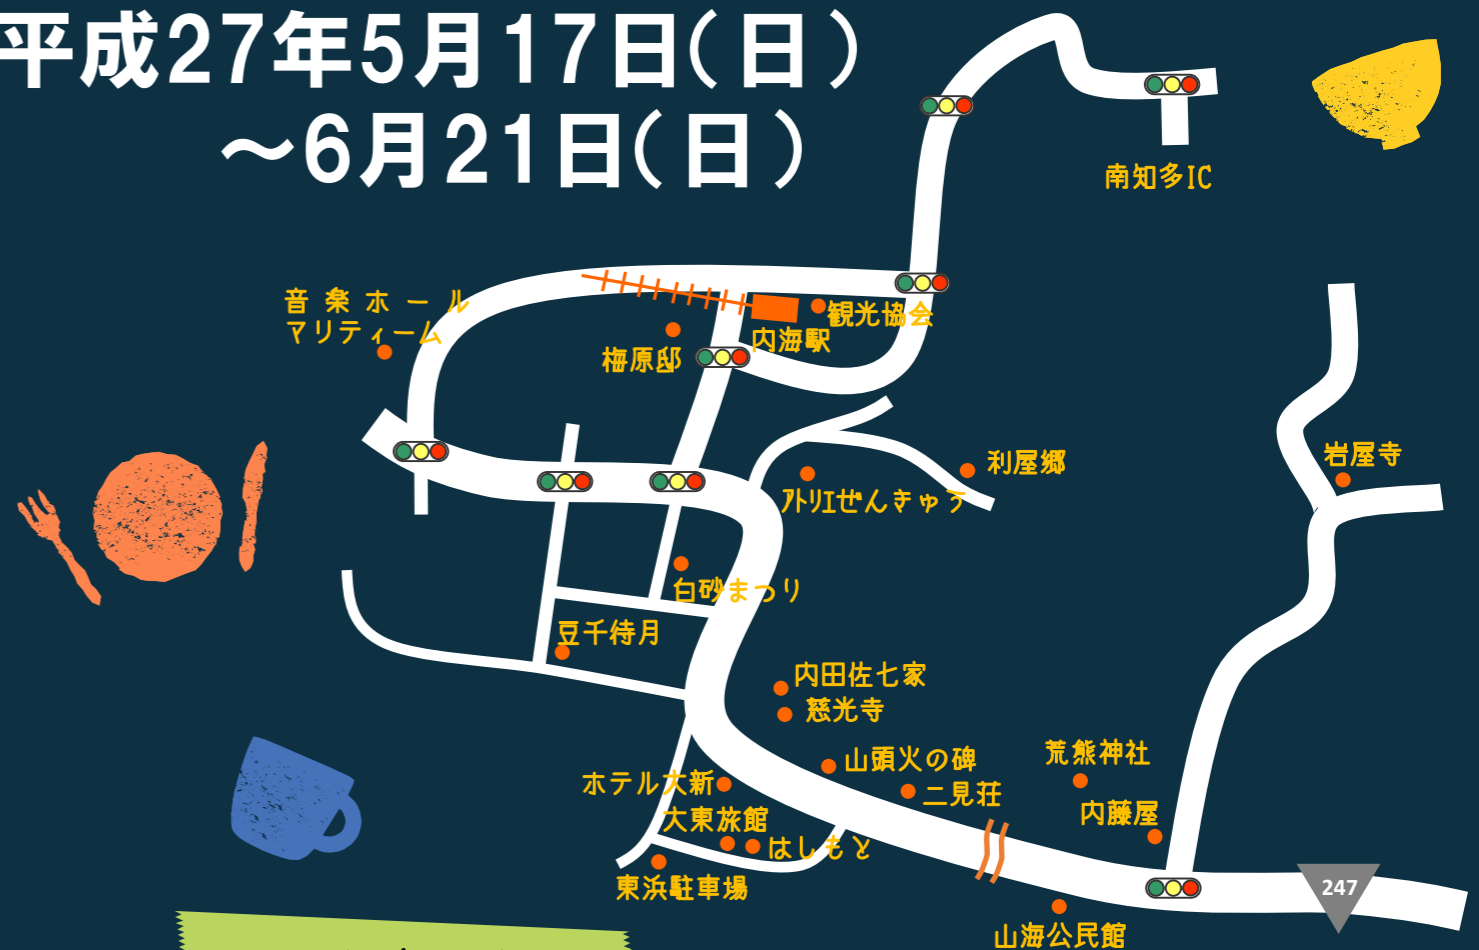 平成27年5月17日(日)
～6月21日(日)
南知多IC
音楽ホール
マリティーム
観光協会
内海駅
梅原邸
利屋郷
岩屋寺
ｱﾄﾘｴせんきゅう
白砂まつり
豆千待月
内田佐七家
慈光寺
山頭火の碑
荒熊神社
ホテル大新
二見荘
内藤屋
大東旅館
はしもと
東浜駐車場
247
山海公民館